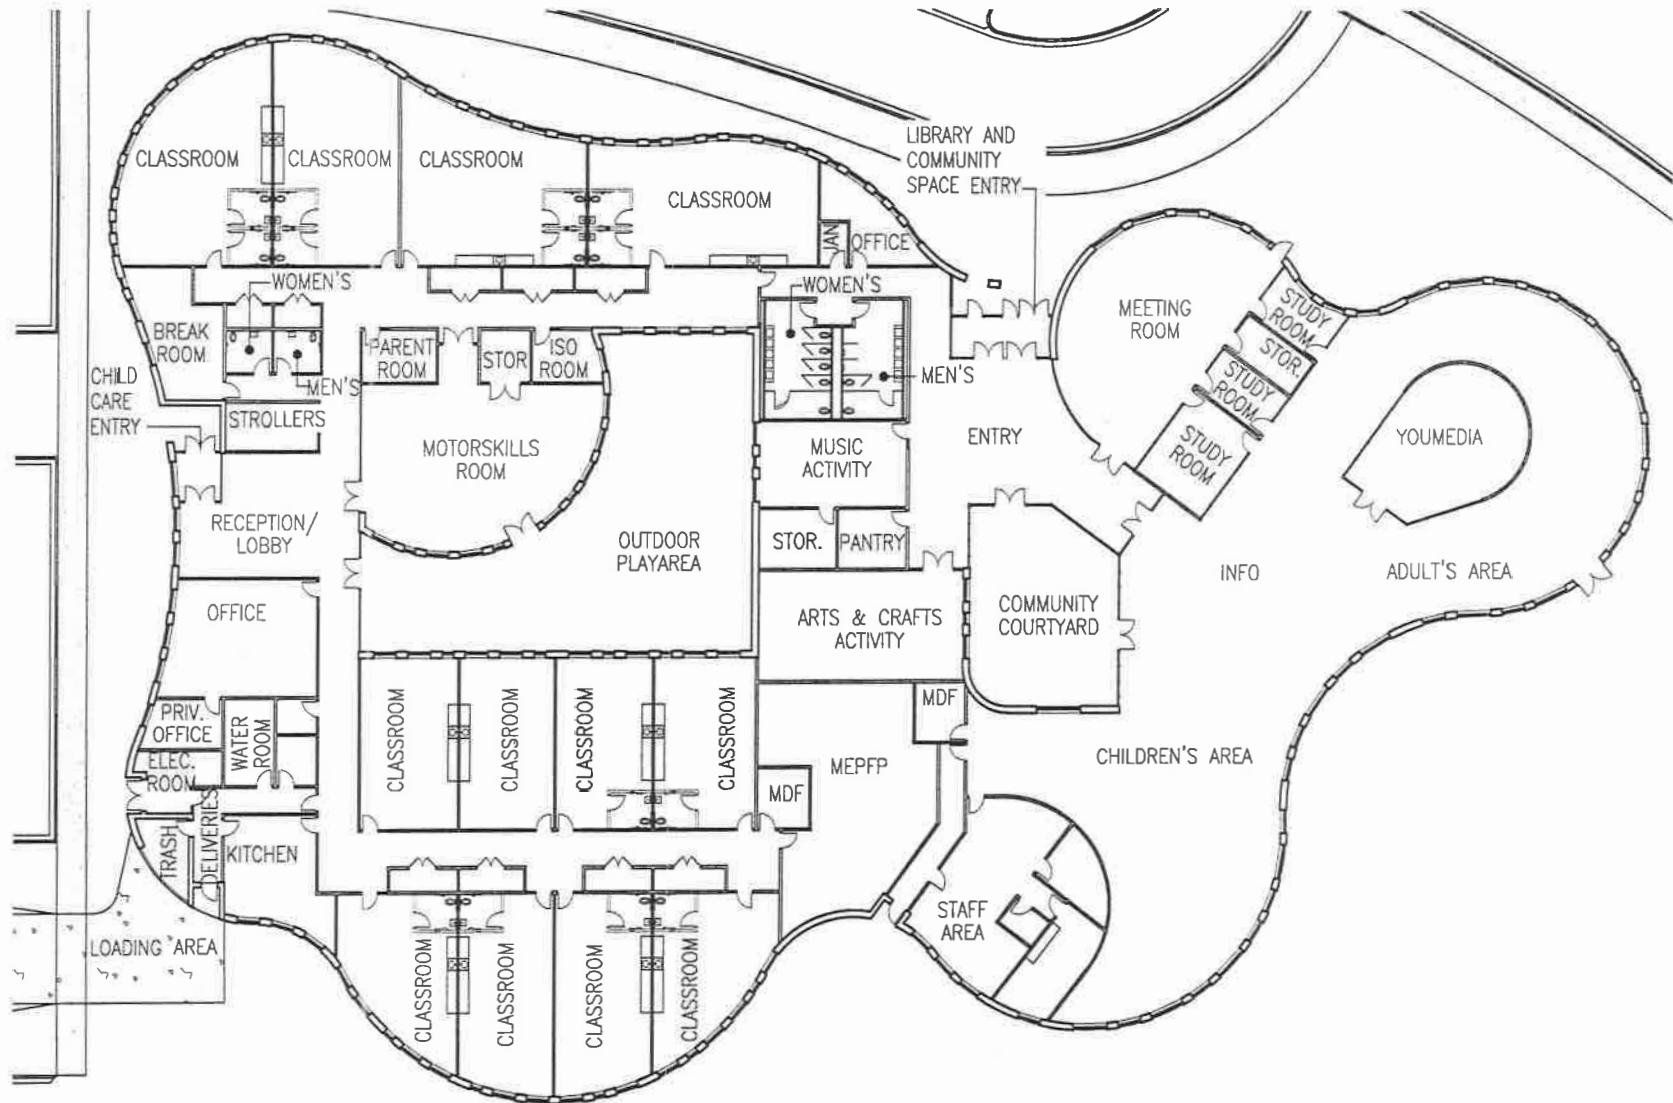 LIBRARY AND
COMMUNITY
SPACE ENTRY
CLASSROOM
CLASSROOM
CLASSROOM
CLASSROOM
JAN
OFFICE
WOMEN'S
WOMEN'S
BREAK
ROOM
PARENT
ROOM
STOR
ISO
ROOM
MEETING
ROOM
STUDY
ROOM
STOR.
STUDY
ROOM
STUDY
ROOM
CHILD
CARE
ENTRY
MEN'S
MEN'S
STROLLERS
MOTORSKILLS
ROOM
MUSIC
ACTIVITY
ENTRY
YOUMEDIA
RECEPTION/
LOBBY
OUTDOOR
PLAYAREA
STOR.
PANTRY
INFO
ADULT'S AREA
OFFICE
ARTS & CRAFTS
ACTIVITY
COMMUNITY
COURTYARD
PRIV.
OFFICE
WATER
ROOM
CLASSROOM
CLASSROOM
CLASSROOM
CLASSROOM
MDF
ELEC.
ROOM
MEPFP
CHILDREN'S AREA
MDF
TRASH
DELIVERIES
KITCHEN
STAFF
AREA
LOADING AREA
CLASSROOM
CLASSROOM
CLASSROOM
CLASSROOM